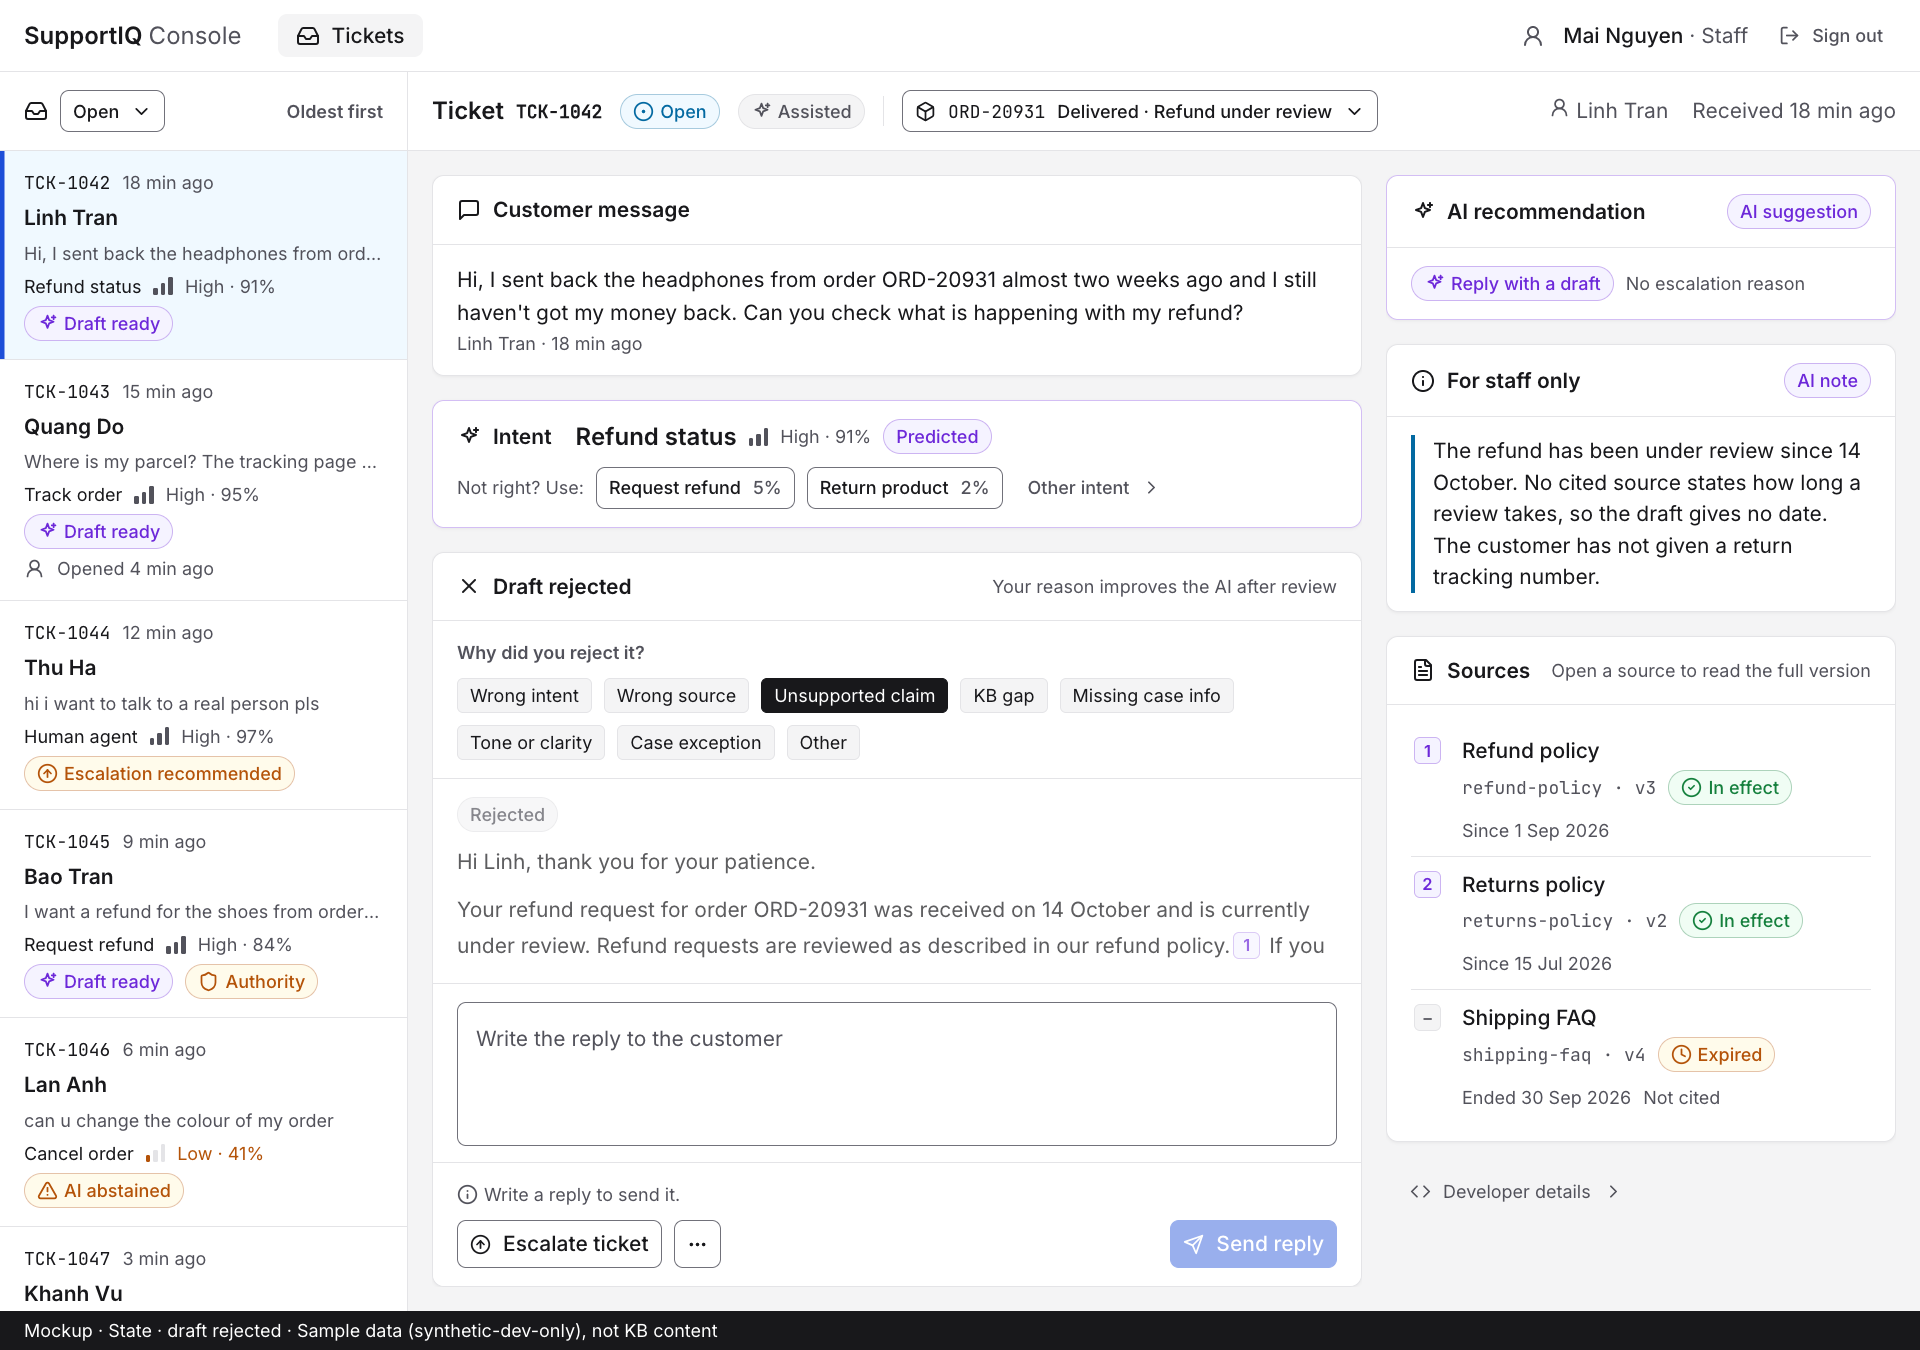 SupportIQ Console
Tickets
Mai Nguyen · Staff
Sign out
Open
Oldest first
Ticket TCK-1042
Open
Assisted
ORD-20931 Delivered · Refund under review
Linh Tran
Received 18 min ago
TCK-1042 18 min ago
Linh Tran
Hi, I sent back the headphones from ord...
Refund status High · 91%
Draft ready
TCK-1043 15 min ago
Quang Do
Where is my parcel? The tracking page ...
Track order High · 95%
Draft ready
Opened 4 min ago
TCK-1044 12 min ago
Thu Ha
hi i want to talk to a real person pls
Human agent High · 97%
Escalation recommended
TCK-1045 9 min ago
Bao Tran
I want a refund for the shoes from order...
Request refund High · 84%
Draft ready Authority
TCK-1046 6 min ago
Lan Anh
can u change the colour of my order
Cancel order Low · 41%
AI abstained
TCK-1047 3 min ago
Khanh Vu
Customer message
Hi, I sent back the headphones from order ORD-20931 almost two weeks ago and I still
haven't got my money back. Can you check what is happening with my refund?
Linh Tran · 18 min ago
Intent Refund status High · 91% Predicted
Not right? Use: Request refund 5% Return product 2% Other intent
Draft rejected
Your reason improves the AI after review
Why did you reject it?
Wrong intent Wrong source Unsupported claim KB gap Missing case info
Tone or clarity Case exception Other
Rejected
Hi Linh, thank you for your patience.
Your refund request for order ORD-20931 was received on 14 October and is currently
under review. Refund requests are reviewed as described in our refund policy. 1 If you
Write the reply to the customer
Write a reply to send it.
Escalate ticket
...
Send reply
AI recommendation AI suggestion
Reply with a draft No escalation reason
For staff only AI note
The refund has been under review since 14
October. No cited source states how long a
review takes, so the draft gives no date.
The customer has not given a return
tracking number.
Sources Open a source to read the full version
1 Refund policy
refund-policy · v3 In effect
Since 1 Sep 2026
2 Returns policy
returns-policy · v2 In effect
Since 15 Jul 2026
– Shipping FAQ
shipping-faq · v4 Expired
Ended 30 Sep 2026 Not cited
Developer details
Mockup · State · draft rejected · Sample data (synthetic-dev-only), not KB content